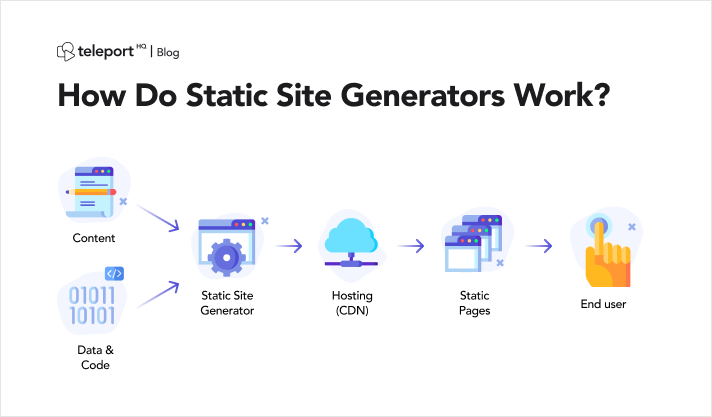 teleport HQ | Blog
How Do Static Site Generators Work?
Content
</>
01011
10101
Data &
Code
Static Site
Generator
Hosting
(CDN)
Static
Pages
End user